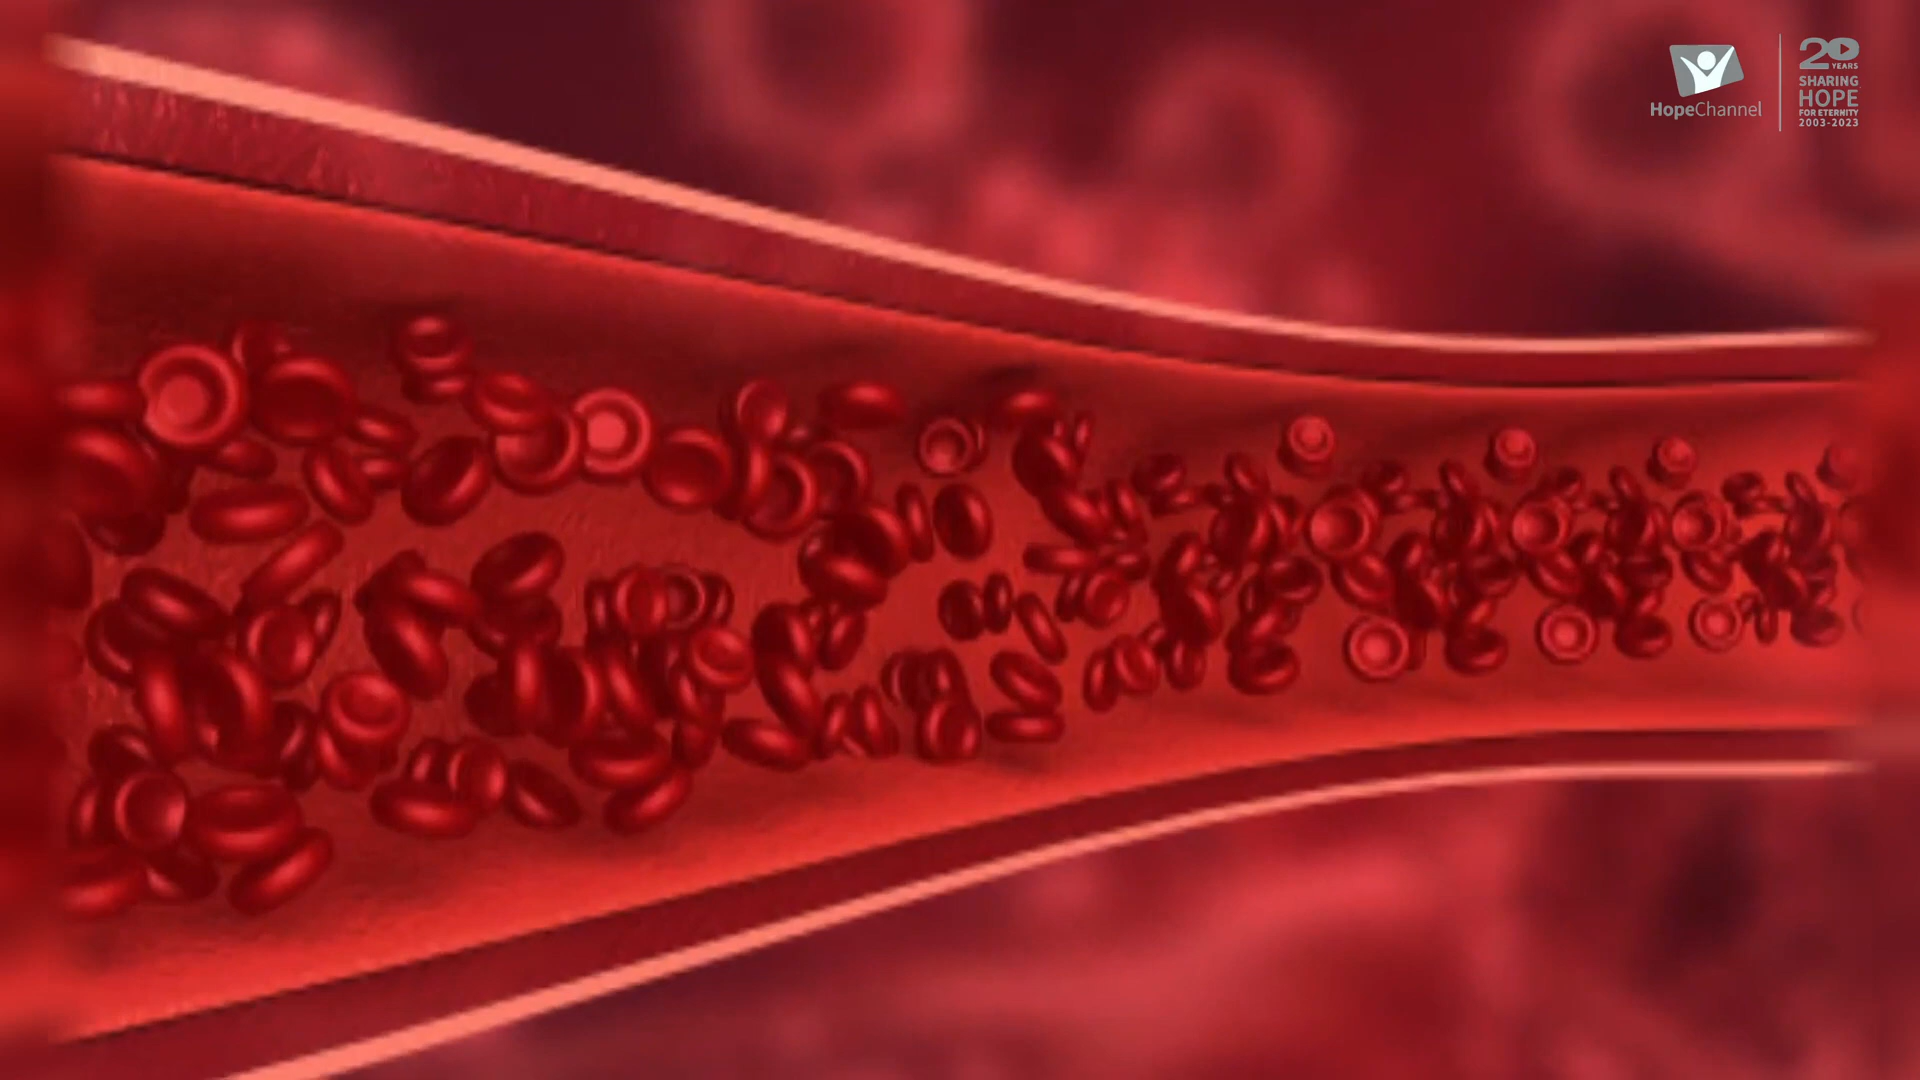 HopeChannel
20
YEARS
SHARING
HOPE
FOR ETERNITY
2003-2023